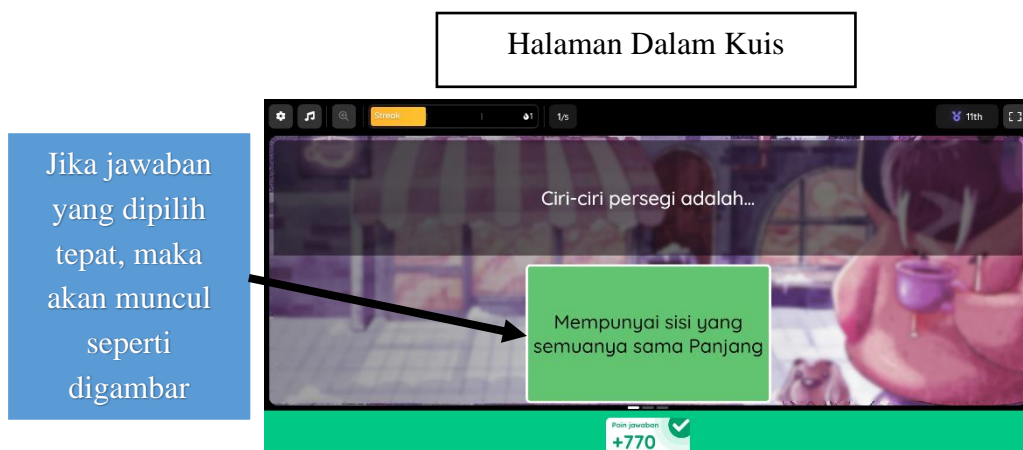 Halaman Dalam Kuis
Jika jawaban
yang dipilih
tepat, maka
akan muncul
seperti
digambar
Streak
1
1/s
11th
Ciri-ciri persegi adalah...
Mempunyai sisi yang
semuanya sama Panjang
Poin jawaban
+770